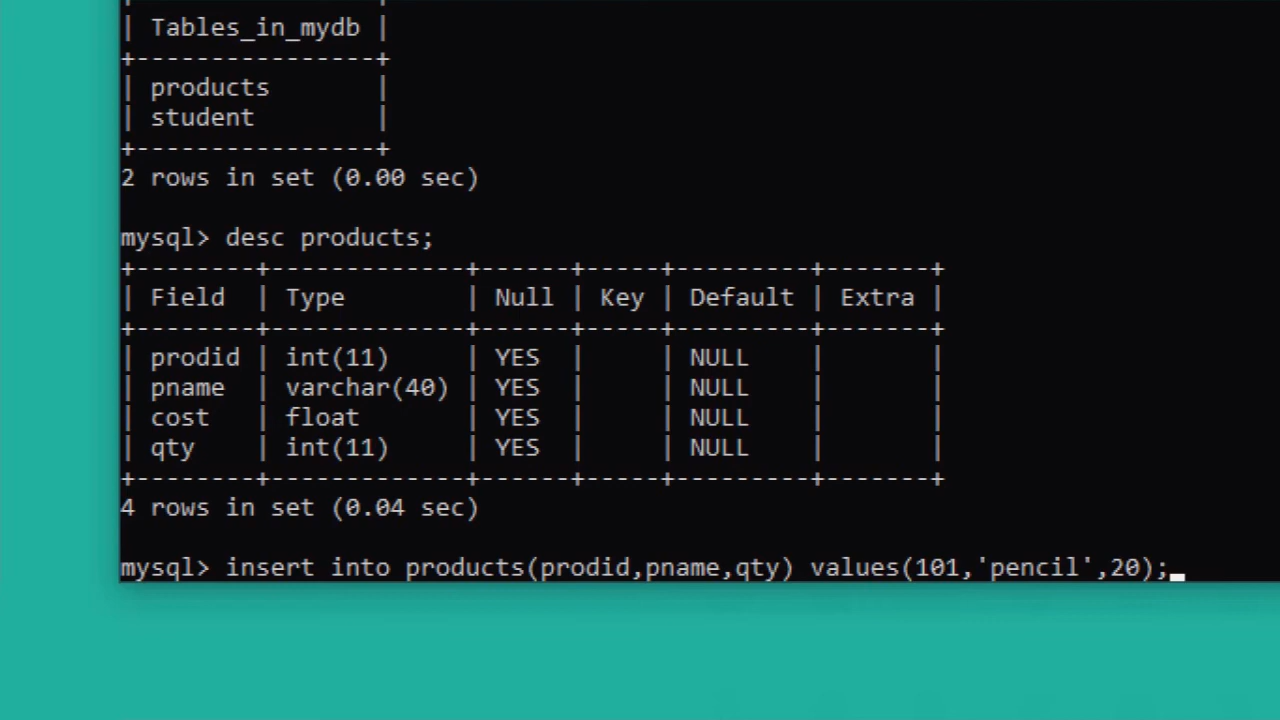 | Tables_in_mydb |
+----------------+
| products       |
| student        |
+----------------+
2 rows in set (0.00 sec)
mysql> desc products;
+--------+-------------+------+-----+---------+-------+
| Field  | Type        | Null | Key | Default | Extra |
+--------+-------------+------+-----+---------+-------+
| prodid | int(11)     | YES  |     | NULL    |       |
| pname  | varchar(40) | YES  |     | NULL    |       |
| cost   | float       | YES  |     | NULL    |       |
| qty    | int(11)     | YES  |     | NULL    |       |
+--------+-------------+------+-----+---------+-------+
4 rows in set (0.04 sec)
mysql> insert into products(prodid,pname,qty) values(101,'pencil',20);